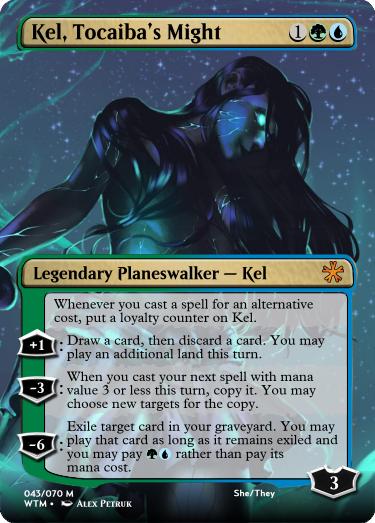 Kel, Tocaiba's Might 1
Legendary Planeswalker — Kel
Whenever you cast a spell for an alternative
cost, put a loyalty counter on Kel.
+1: Draw a card, then discard a card. You may
play an additional land this turn.
When you cast your next spell with mana
-3: value 3 or less this turn, copy it. You may
choose new targets for the copy.
Exile target card in your graveyard. You may
-6: play that card as long as it remains exiled and
you may pay rather than pay its
mana cost.
3
043/070 M She/They
WTM • Alex Petruk